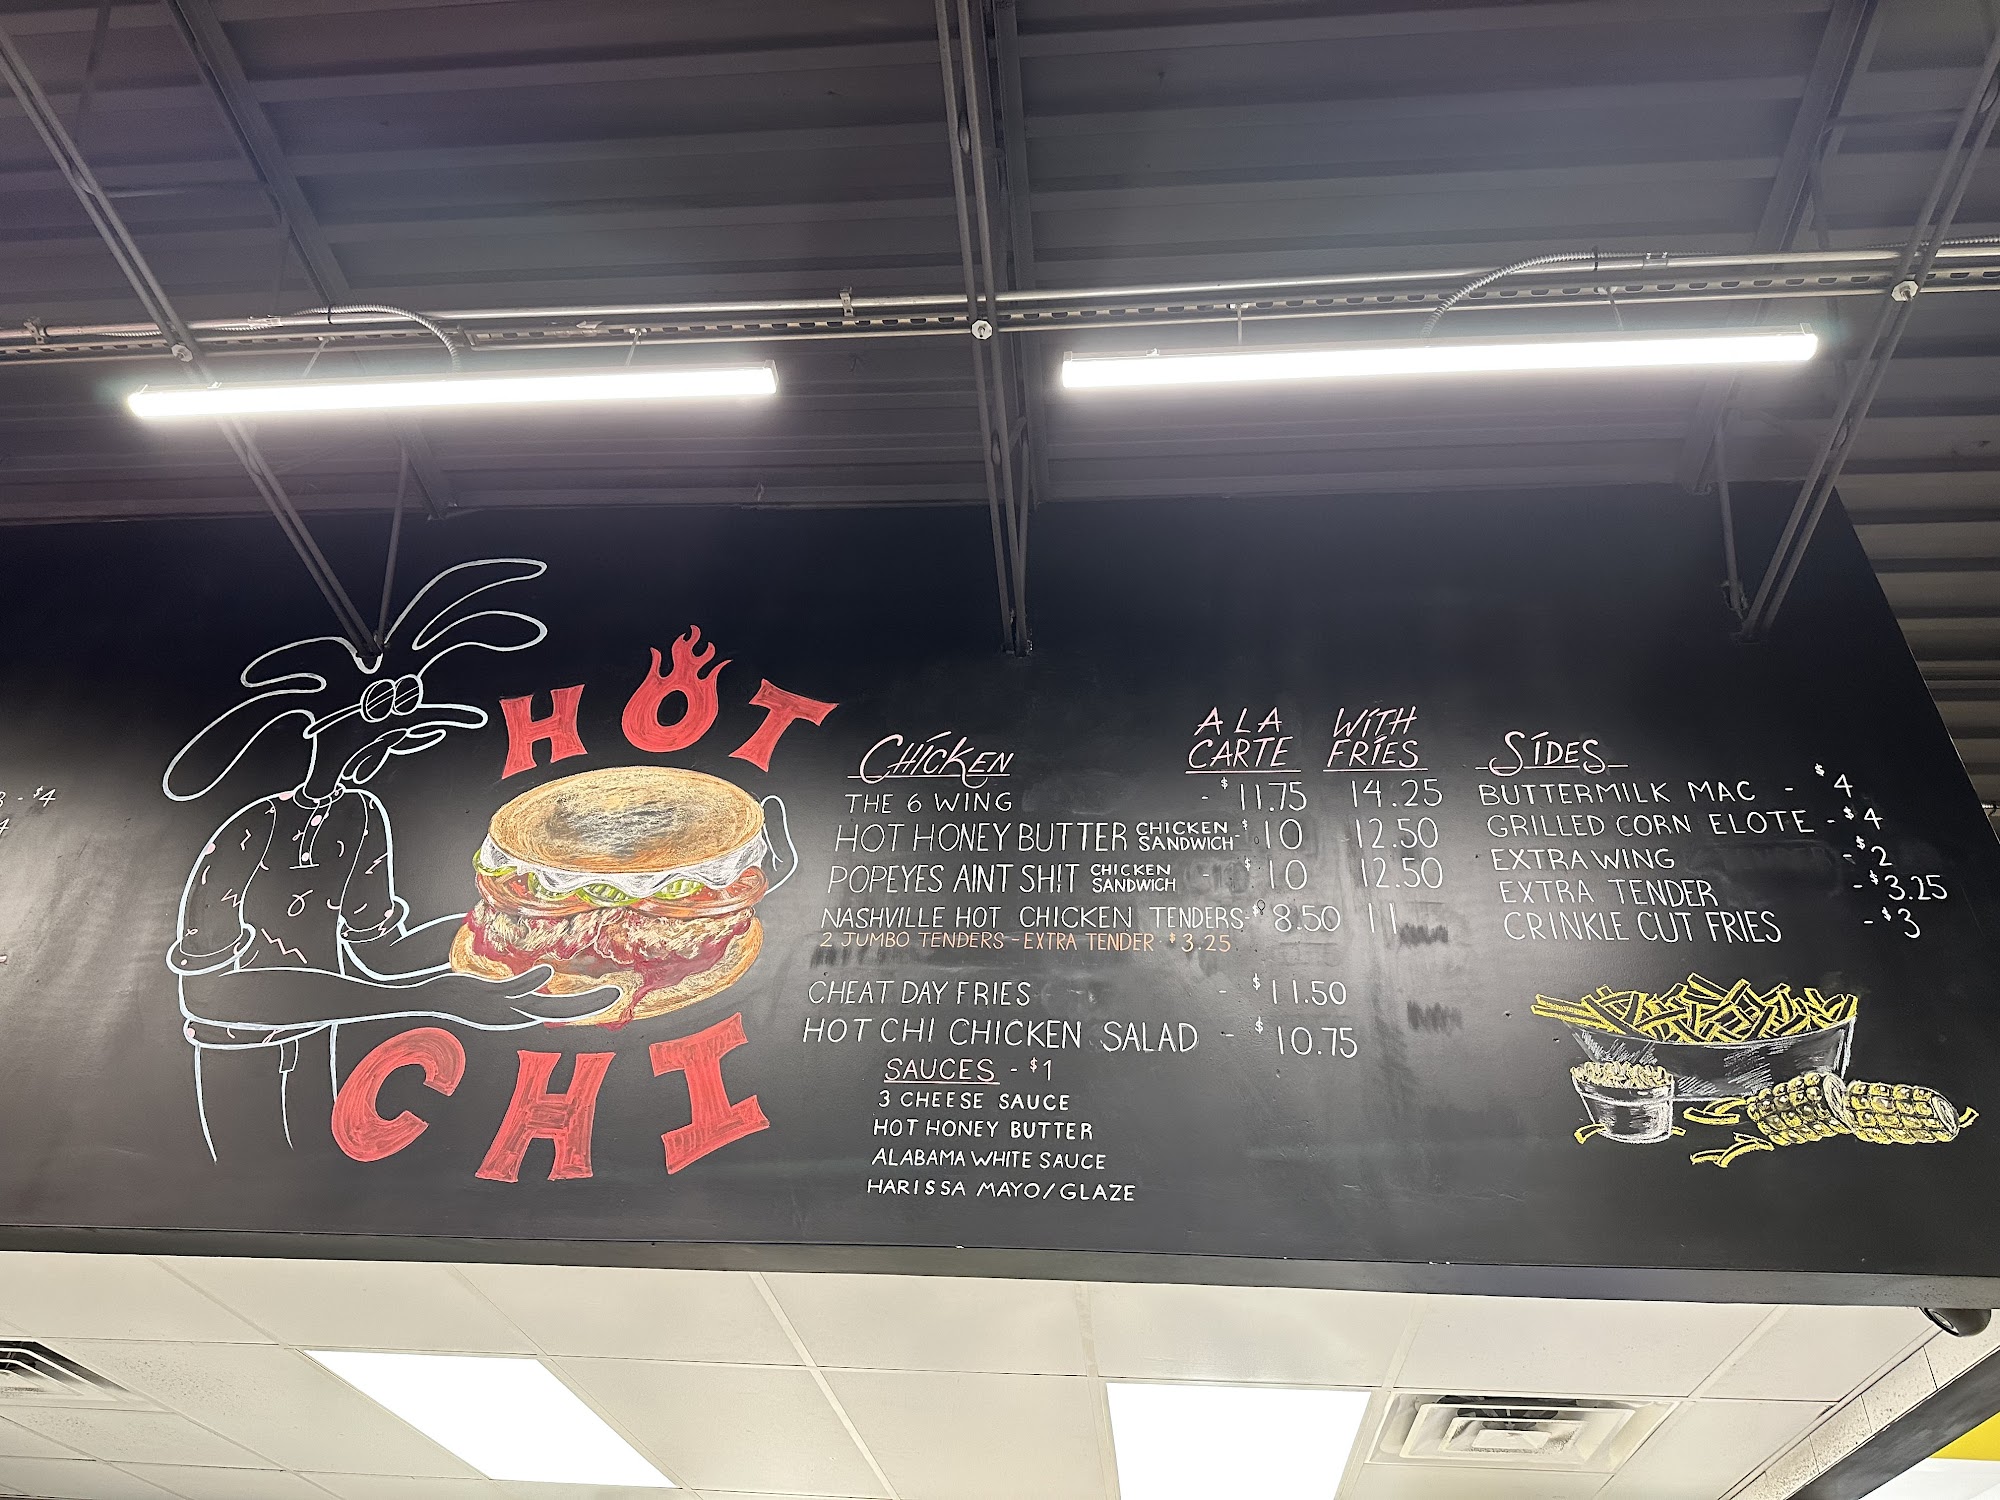 - $4
4
HOT
CHI
CHICKEN
A LA CARTE WITH FRIES
THE 6 WING - $11.75 14.25
HOT HONEY BUTTER CHICKEN SANDWICH - $10 12.50
POPEYES AINT SH!T CHICKEN SANDWICH - $10 12.50
NASHVILLE HOT CHICKEN TENDERS - $8.50 11
2 JUMBO TENDERS - EXTRA TENDER $3.25
CHEAT DAY FRIES - $11.50
HOT CHI CHICKEN SALAD - $10.75
SAUCES - $1
3 CHEESE SAUCE
HOT HONEY BUTTER
ALABAMA WHITE SAUCE
HARISSA MAYO/GLAZE
SIDES
BUTTERMILK MAC - $4
GRILLED CORN ELOTE - $4
EXTRA WING - $2
EXTRA TENDER - $3.25
CRINKLE CUT FRIES - $3